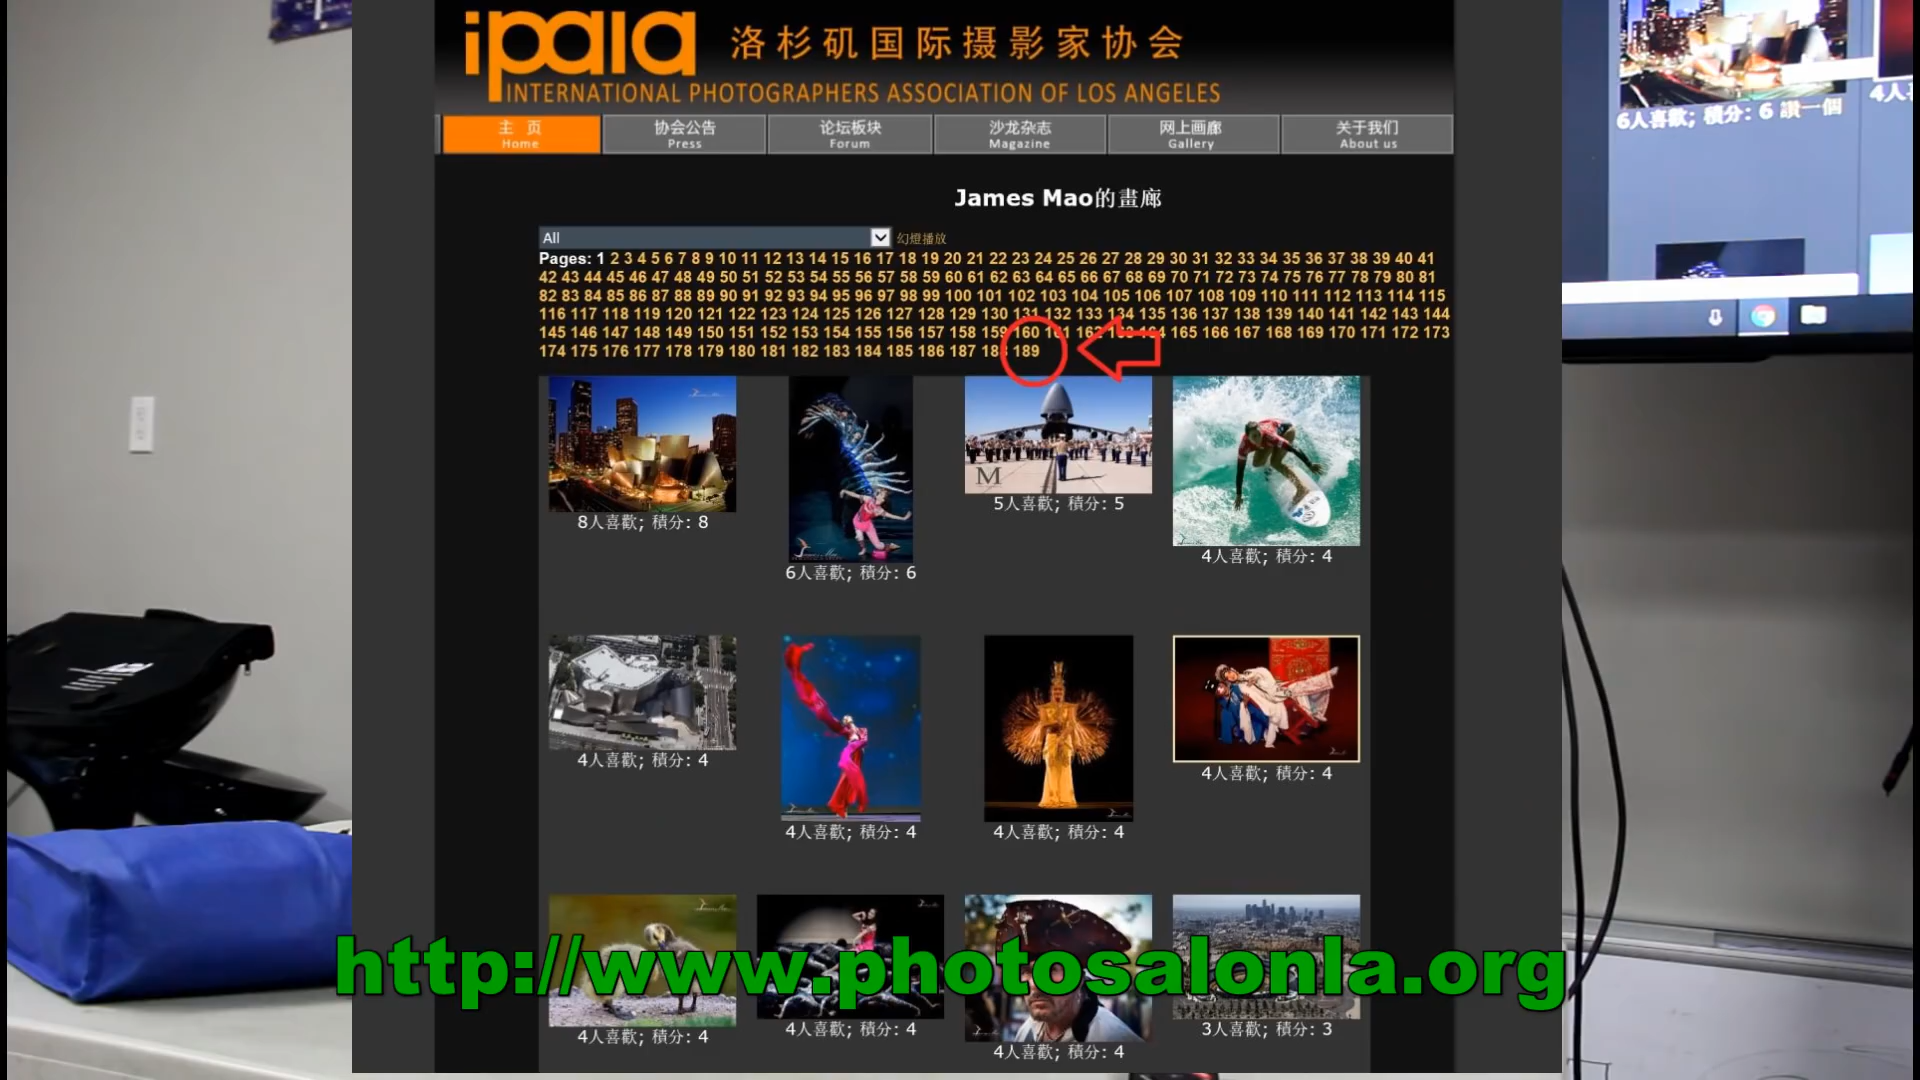 ipala
洛杉矶国际摄影家协会
INTERNATIONAL PHOTOGRAPHERS ASSOCIATION OF LOS ANGELES
主 页 协会公告 论坛板块 沙龙杂志 网上画廊 关于我们
Home Press Forum Magazine Gallery About us
James Mao的畫廊
All 幻燈播放
Pages: 1 2 3 4 5 6 7 8 9 10 11 12 13 14 15 16 17 18 19 20 21 22 23 24 25 26 27 28 29 30 31 32 33 34 35 36 37 38 39 40 41
42 43 44 45 46 47 48 49 50 51 52 53 54 55 56 57 58 59 60 61 62 63 64 65 66 67 68 69 70 71 72 73 74 75 76 77 78 79 80 81
82 83 84 85 86 87 88 89 90 91 92 93 94 95 96 97 98 99 100 101 102 103 104 105 106 107 108 109 110 111 112 113 114 115
116 117 118 119 120 121 122 123 124 125 126 127 128 129 130 131 132 133 134 135 136 137 138 139 140 141 142 143 144
145 146 147 148 149 150 151 152 153 154 155 156 157 158 159 160 161 162 163 164 165 166 167 168 169 170 171 172 173
174 175 176 177 178 179 180 181 182 183 184 185 186 187 188 189
M
8人喜歡; 積分: 8
6人喜歡; 積分: 6
5人喜歡; 積分: 5
4人喜歡; 積分: 4
4人喜歡; 積分: 4
4人喜歡; 積分: 4
4人喜歡; 積分: 4
4人喜歡; 積分: 4
4人喜歡; 積分: 4
4人喜歡; 積分: 4
4人喜歡; 積分: 4
3人喜歡; 積分: 3
http://www.photosalonla.org
6人喜歡; 積分: 6 讚一個
4人